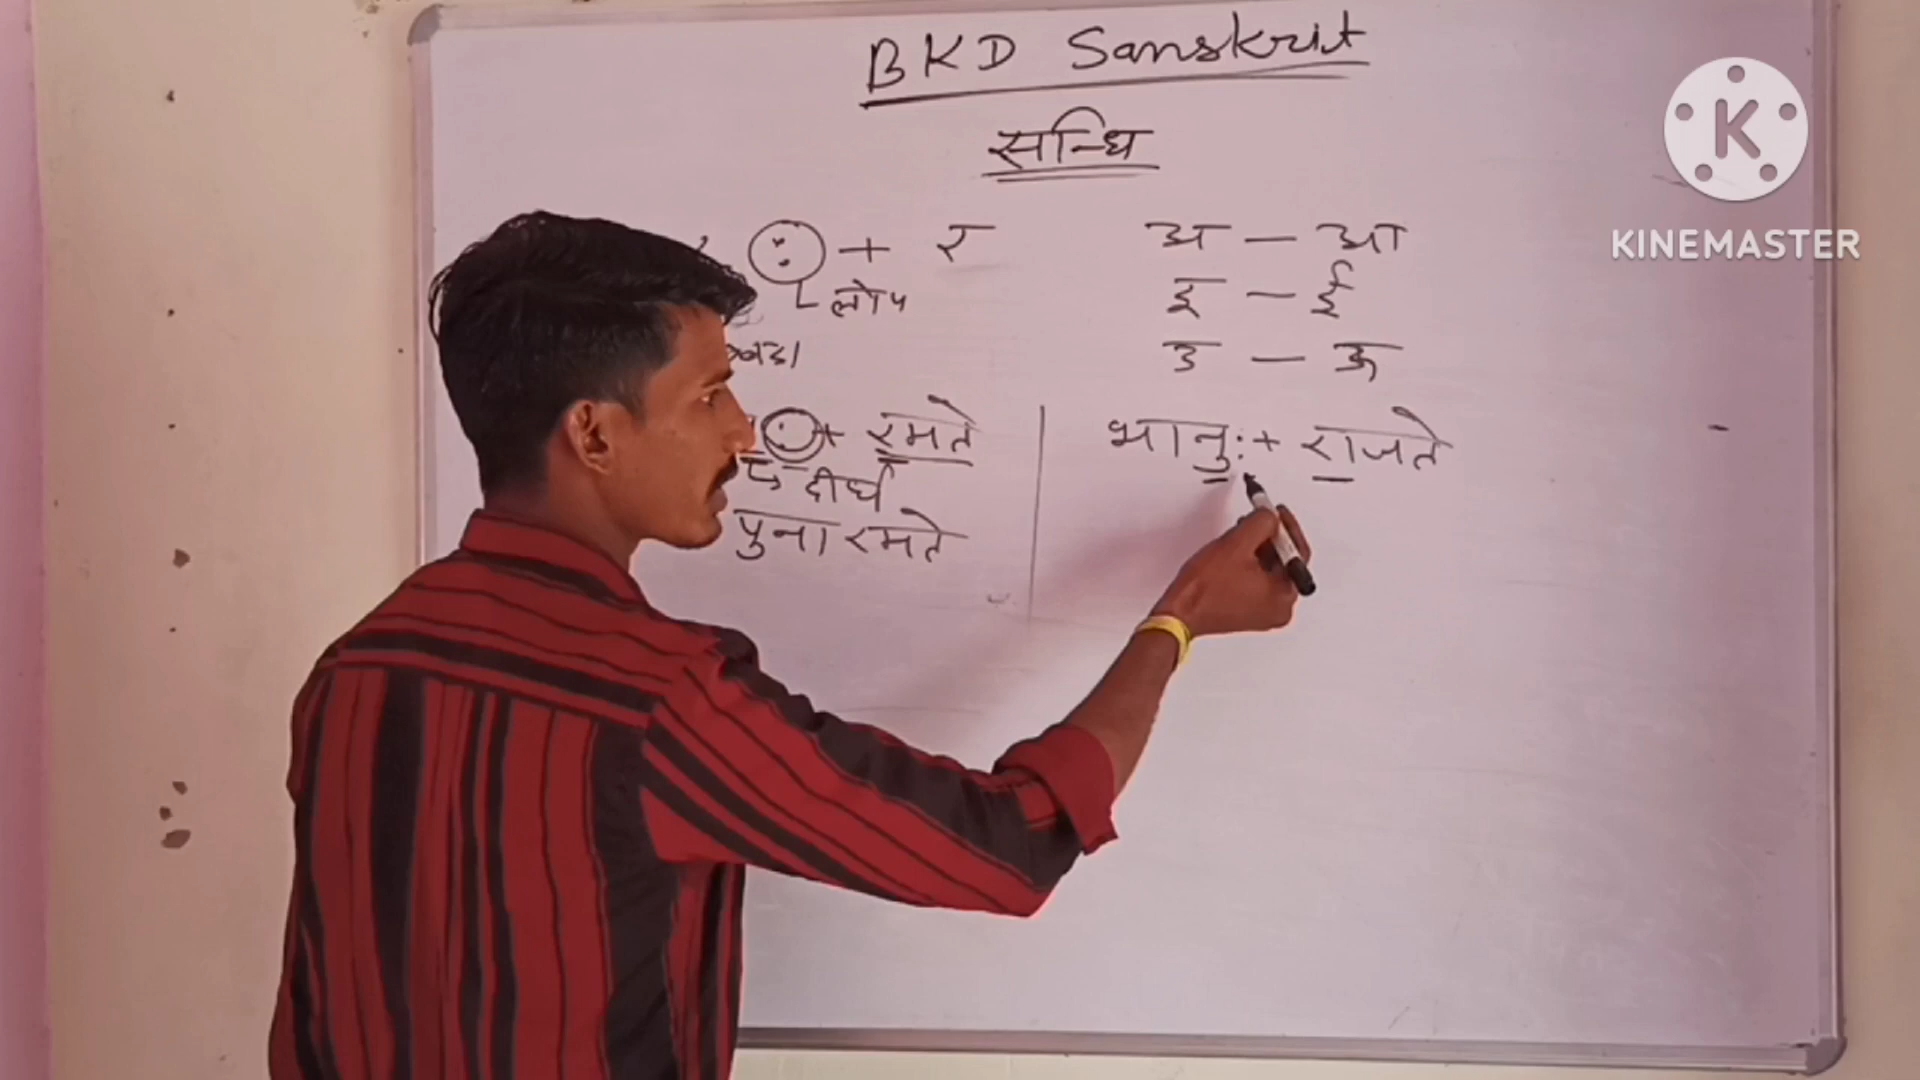 BKD Sanskrit
सन्धि
: + र
लोप
अ — आ
इ — ई
उ — ऊ
: + रमते
दीर्घ
पुना रमते
भानुः + राजते
K
KINEMASTER